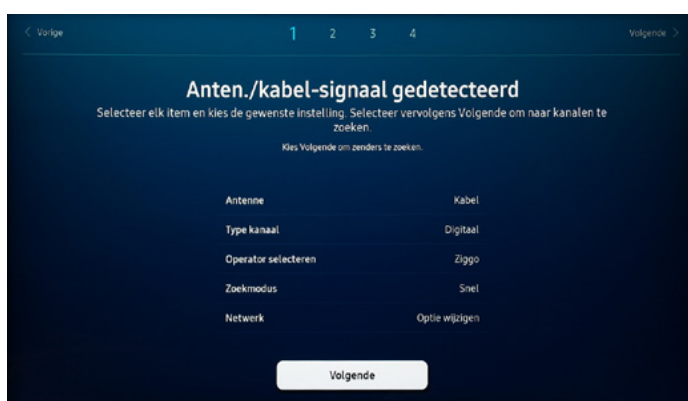 Vorige
1 2 3 4
Volgende
Anten./kabel-signaal gedetecteerd
Selecteer elk item en kies de gewenste instelling. Selecteer vervolgens Volgende om naar kanalen te
zoeken.
Kies Volgende om zenders te zoeken.
Antenne Kabel
Type kanaal Digitaal
Operator selecteren Ziggo
Zoekmodus Snel
Netwerk Optie wijzigen
Volgende